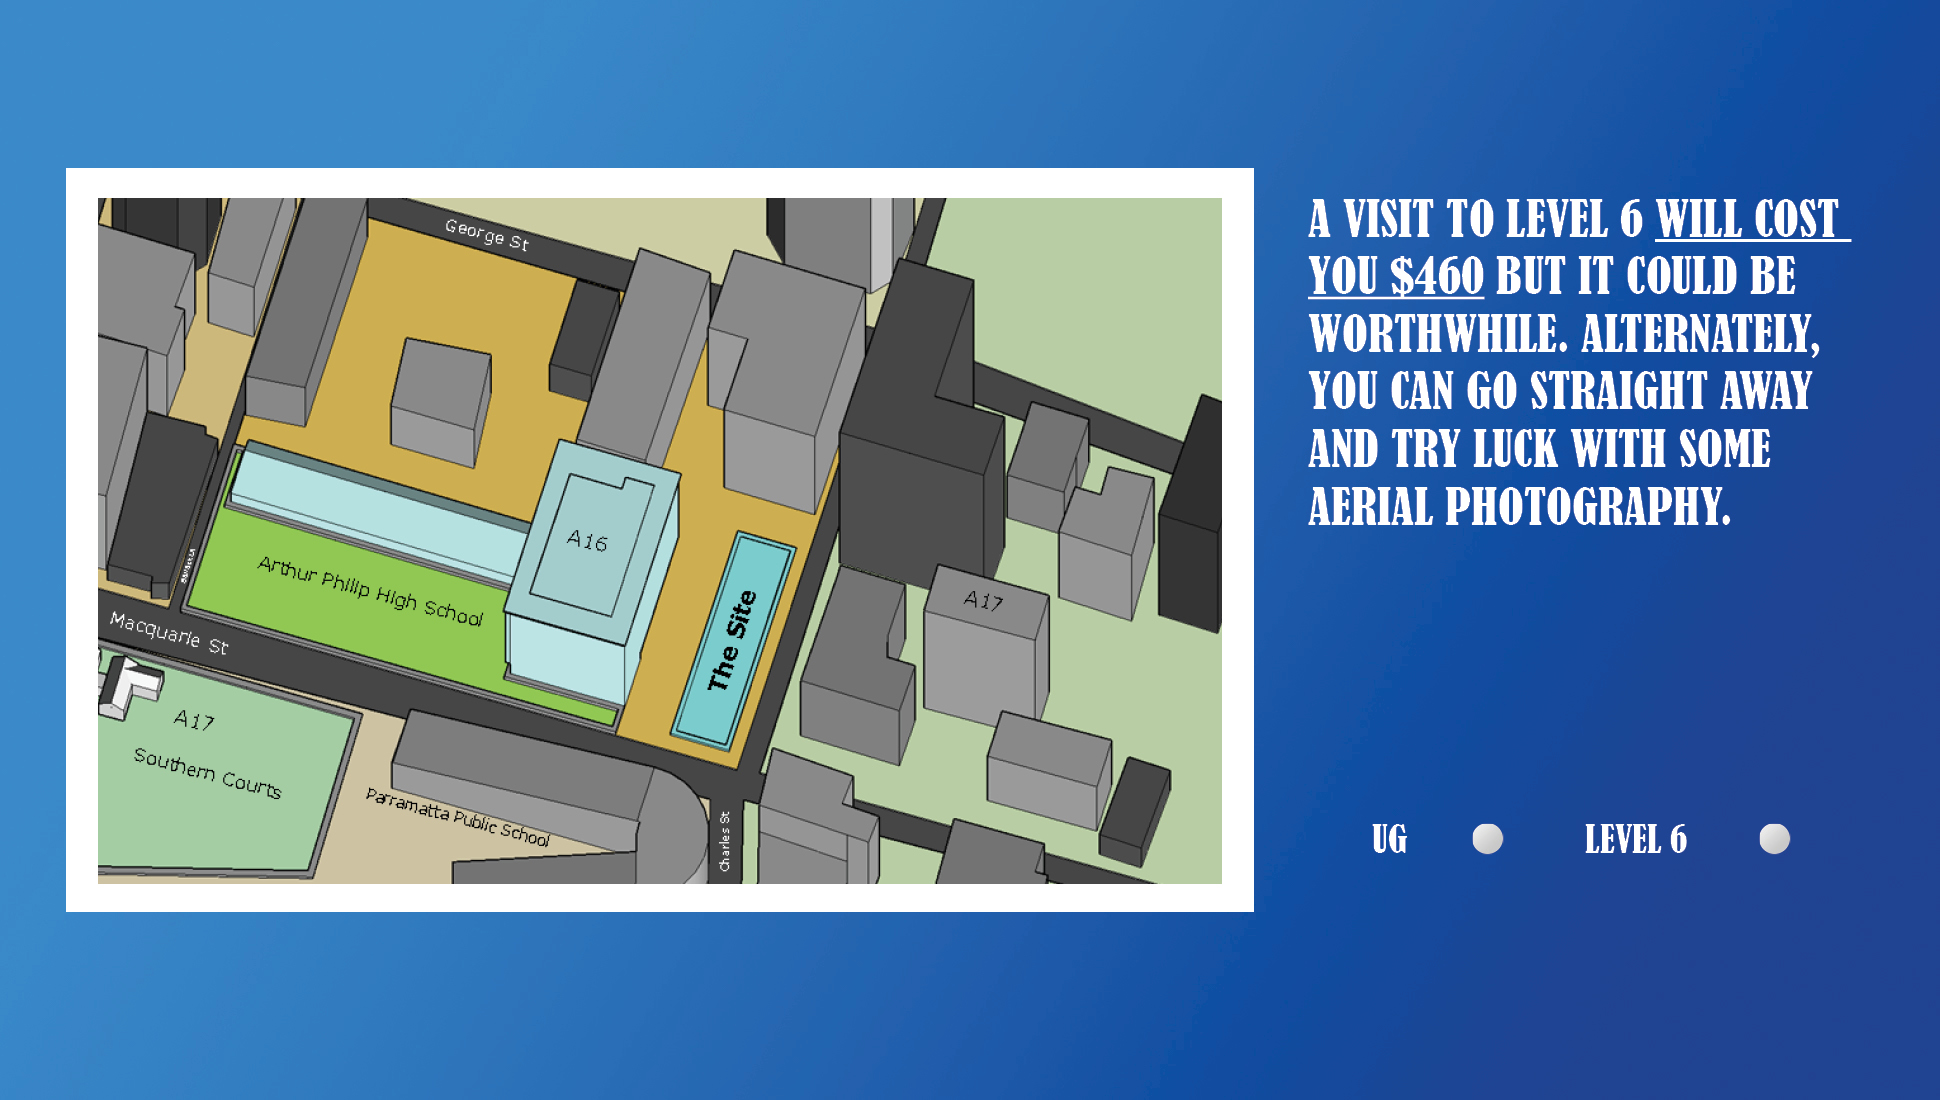 George St
A16
Arthur Philip High School
The Site
A17
Macquarie St
A17
Southern Courts
Parramatta Public School
Charles St
A VISIT TO LEVEL 6 WILL COST
YOU $460 BUT IT COULD BE
WORTHWHILE. ALTERNATELY,
YOU CAN GO STRAIGHT AWAY
AND TRY LUCK WITH SOME
AERIAL PHOTOGRAPHY.
UG
LEVEL 6